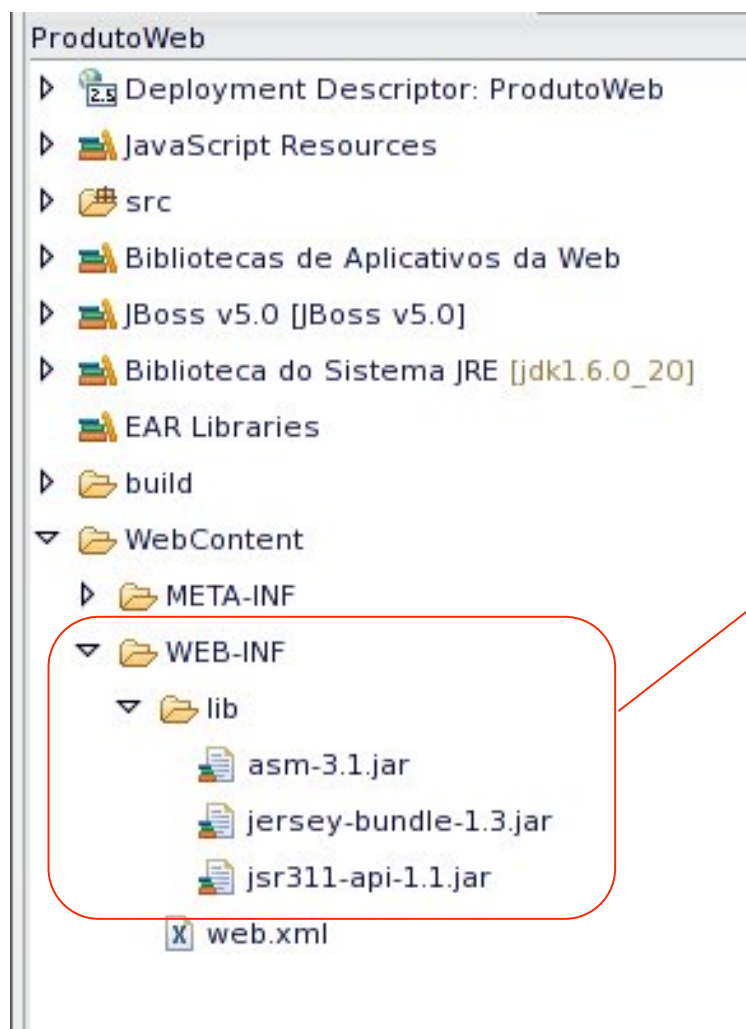 ProdutoWeb
2.5 Deployment Descriptor: ProdutoWeb
JavaScript Resources
src
Bibliotecas de Aplicativos da Web
JBoss v5.0 [JBoss v5.0]
Biblioteca do Sistema JRE [jdk1.6.0_20]
EAR Libraries
build
WebContent
META-INF
WEB-INF
lib
asm-3.1.jar
jersey-bundle-1.3.jar
jsr311-api-1.1.jar
X web.xml